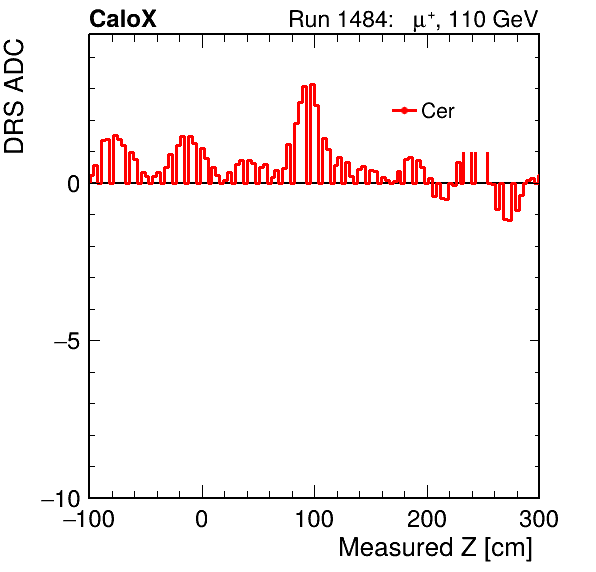 CaloX Run 1484: μ⁺, 110 GeV
DRS ADC
Cer
0
−5
−10
−100 0 100 200 300
Measured Z [cm]